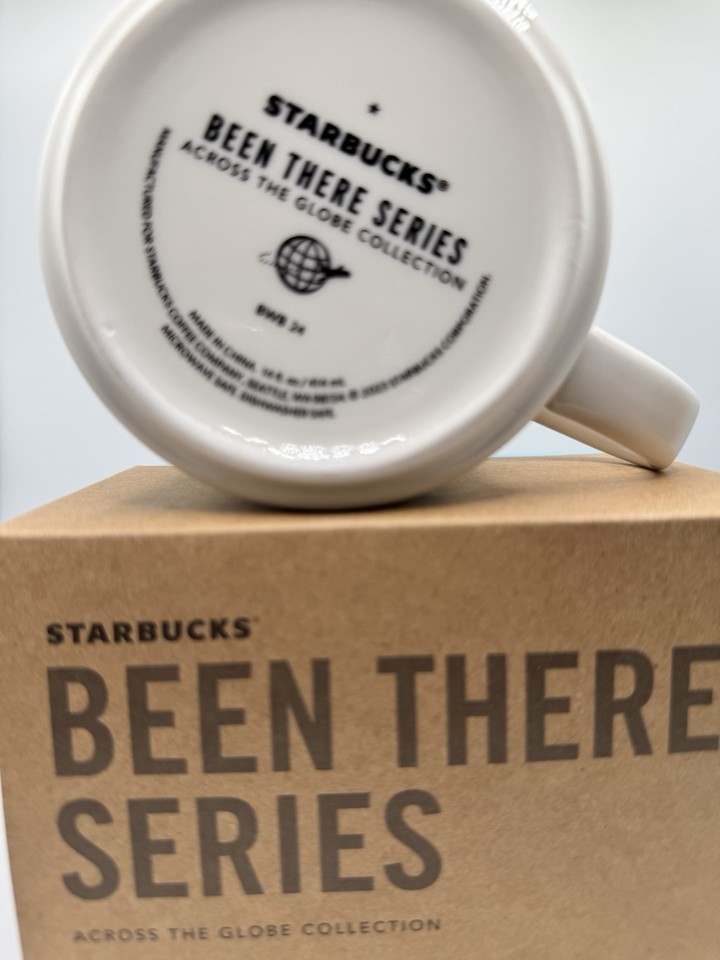 STARBUCKS®
BEEN THERE SERIES
ACROSS THE GLOBE COLLECTION
BWB 24
MADE IN CHINA. 14 fl. oz / 414 mL
MANUFACTURED FOR STARBUCKS COFFEE COMPANY, SEATTLE, WA 98134 © 2023 STARBUCKS CORPORATION.
MICROWAVE SAFE. DISHWASHER SAFE.
STARBUCKS
BEEN THERE
SERIES
ACROSS THE GLOBE COLLECTION